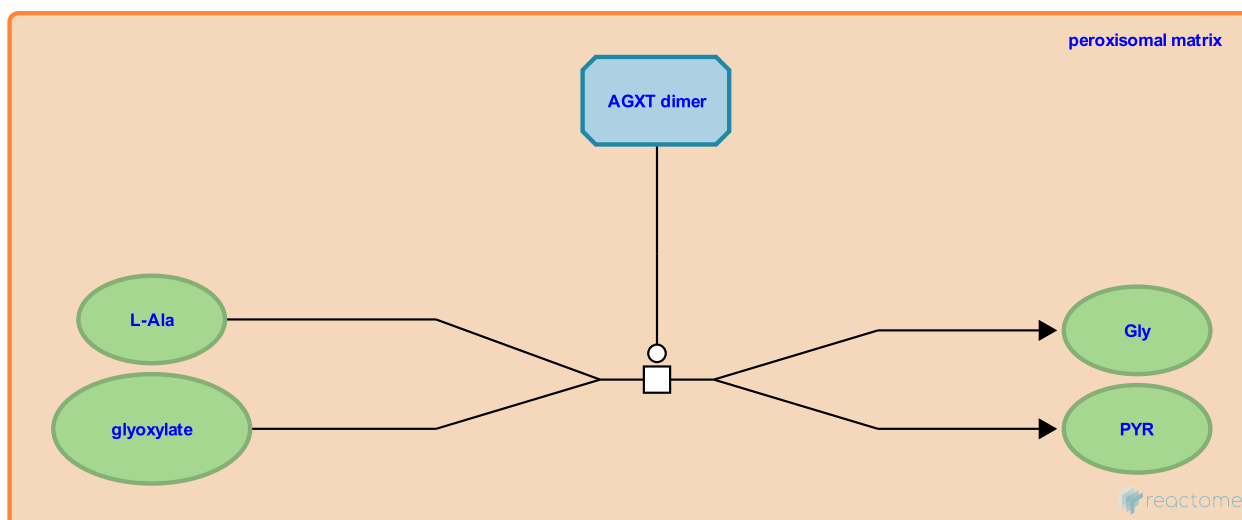 peroxisomal matrix
AGXT dimer
L-Ala
Gly
glyoxylate
PYR
reactome